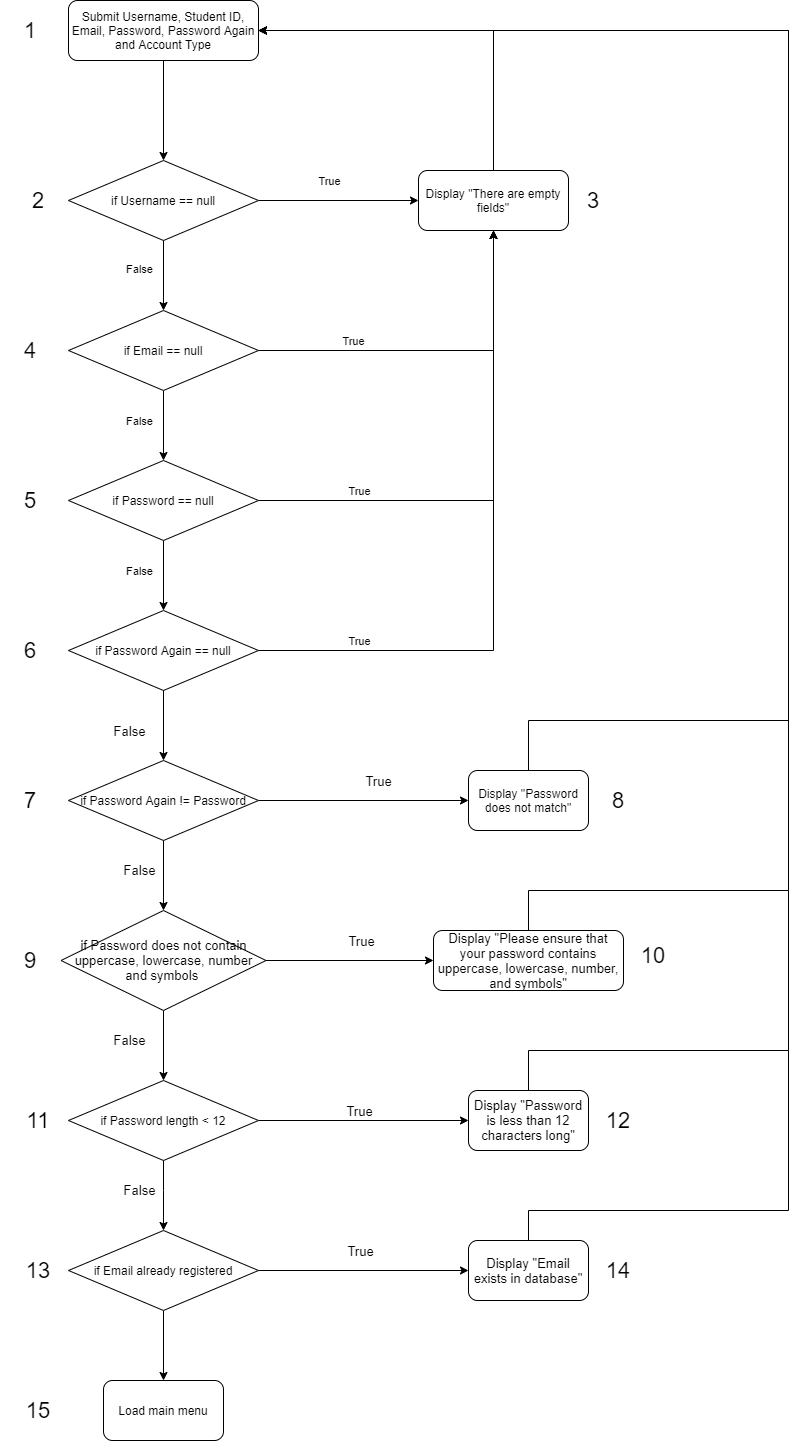 1
Submit Username, Student ID,
Email, Password, Password Again
and Account Type
2
if Username == null
True
Display "There are empty
fields"
3
False
4
if Email == null
True
False
5
if Password == null
True
False
6
if Password Again == null
True
False
7
if Password Again != Password
True
Display "Password
does not match"
8
False
9
if Password does not contain
uppercase, lowercase, number
and symbols
True
Display "Please ensure that
your password contains
uppercase, lowercase, number,
and symbols"
10
False
11
if Password length < 12
True
Display "Password
is less than 12
characters long"
12
False
13
if Email already registered
True
Display "Email
exists in database"
14
15
Load main menu